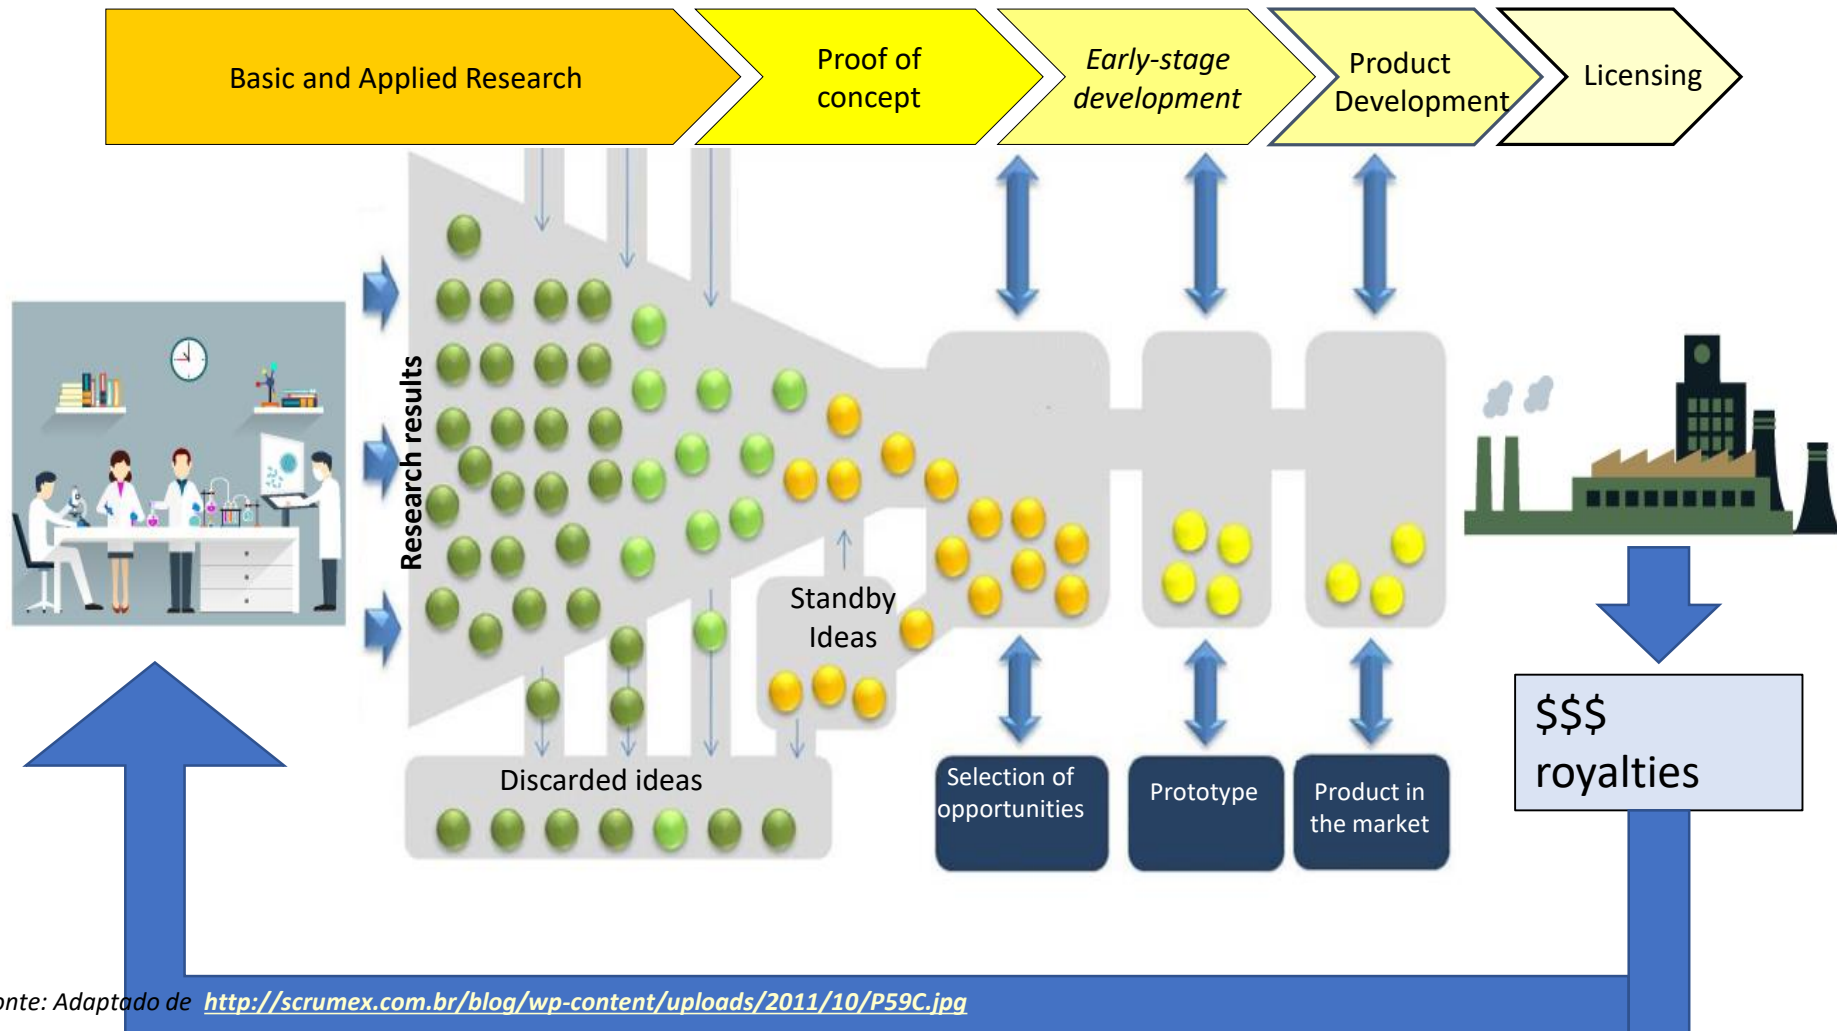 Basic and Applied Research
Proof of
concept
Early-stage
development
Product
Development
Licensing
Research results
Standby
Ideas
Discarded ideas
Selection of
opportunities
Prototype
Product in
the market
$$$
royalties
onte: Adaptado de http://scrumex.com.br/blog/wp-content/uploads/2011/10/P59C.jpg